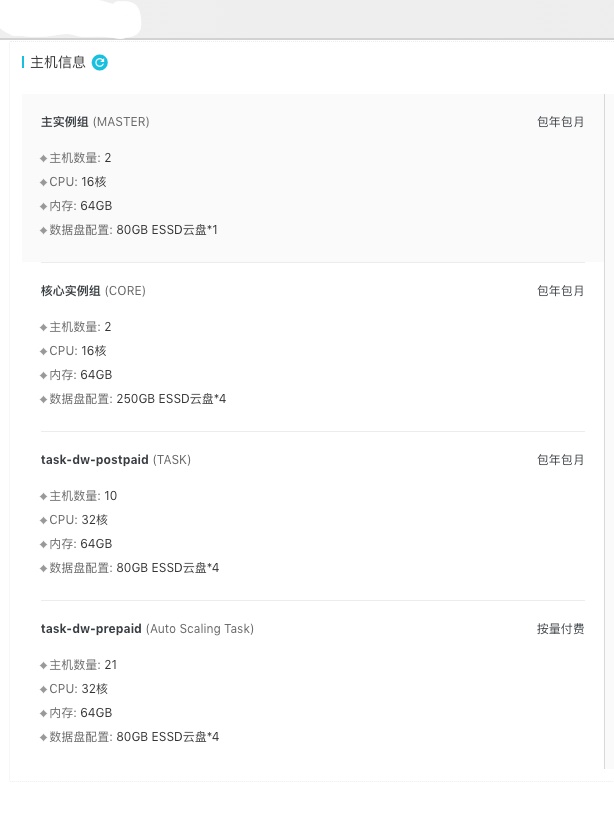 主机信息
主实例组 (MASTER) 包年包月
主机数量: 2
CPU: 16核
内存: 64GB
数据盘配置: 80GB ESSD云盘*1
核心实例组 (CORE) 包年包月
主机数量: 2
CPU: 16核
内存: 64GB
数据盘配置: 250GB ESSD云盘*4
task-dw-postpaid (TASK) 包年包月
主机数量: 10
CPU: 32核
内存: 64GB
数据盘配置: 80GB ESSD云盘*4
task-dw-prepaid (Auto Scaling Task) 按量付费
主机数量: 21
CPU: 32核
内存: 64GB
数据盘配置: 80GB ESSD云盘*4